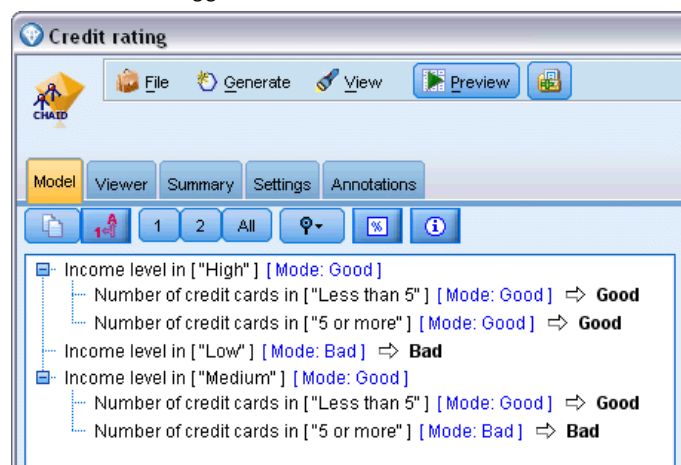 Credit rating
CHAID
File Generate View Preview
Model Viewer Summary Settings Annotations
1 2 All %
Income level in ["High"] [Mode: Good]
Number of credit cards in ["Less than 5"] [Mode: Good] ⇨ Good
Number of credit cards in ["5 or more"] [Mode: Good] ⇨ Good
Income level in ["Low"] [Mode: Bad] ⇨ Bad
Income level in ["Medium"] [Mode: Good]
Number of credit cards in ["Less than 5"] [Mode: Good] ⇨ Good
Number of credit cards in ["5 or more"] [Mode: Bad] ⇨ Bad